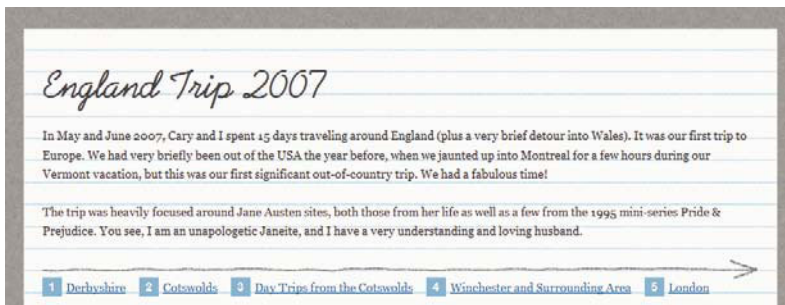 England Trip 2007
In May and June 2007, Cary and I spent 15 days traveling around England (plus a very brief detour into Wales). It was our first trip to
Europe. We had very briefly been out of the USA the year before, when we jaunted up into Montreal for a few hours during our
Vermont vacation, but this was our first significant out-of-country trip. We had a fabulous time!
The trip was heavily focused around Jane Austen sites, both those from her life as well as a few from the 1995 mini-series Pride &
Prejudice. You see, I am an unapologetic Janeite, and I have a very understanding and loving husband.
1 Derbyshire 2 Cotswolds 3 Day Trips from the Cotswolds 4 Winchester and Surrounding Area 5 London